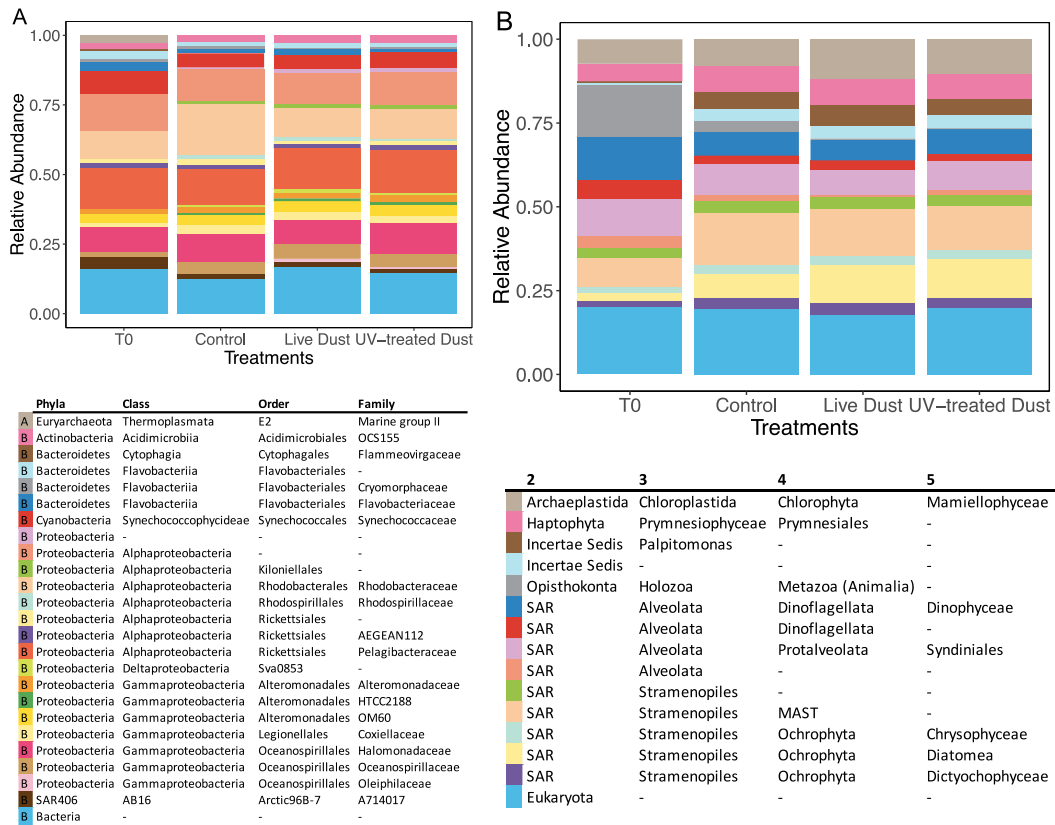 A
1.00
0.75
0.50
0.25
0.00
Relative Abundance
T0 Control Live Dust UV-treated Dust
Treatments
Phyla Class Order Family
A Euryarchaeota Thermoplasmata E2 Marine group II
B Actinobacteria Acidimicrobiia Acidimicrobiales OCS155
B Bacteroidetes Cytophagia Cytophagales Flammeovirgaceae
B Bacteroidetes Flavobacteriia Flavobacteriales -
B Bacteroidetes Flavobacteriia Flavobacteriales Cryomorphaceae
B Bacteroidetes Flavobacteriia Flavobacteriales Flavobacteriaceae
B Cyanobacteria Synechococcophycideae Synechococcales Synechococcaceae
B Proteobacteria - - -
B Proteobacteria Alphaproteobacteria - -
B Proteobacteria Alphaproteobacteria Kiloniellales -
B Proteobacteria Alphaproteobacteria Rhodobacterales Rhodobacteraceae
B Proteobacteria Alphaproteobacteria Rhodospirillales Rhodospirillaceae
B Proteobacteria Alphaproteobacteria Rickettsiales -
B Proteobacteria Alphaproteobacteria Rickettsiales AEGEAN112
B Proteobacteria Alphaproteobacteria Rickettsiales Pelagibacteraceae
B Proteobacteria Deltaproteobacteria Sva0853 -
B Proteobacteria Gammaproteobacteria Alteromonadales Alteromonadaceae
B Proteobacteria Gammaproteobacteria Alteromonadales HTCC2188
B Proteobacteria Gammaproteobacteria Alteromonadales OM60
B Proteobacteria Gammaproteobacteria Legionellales Coxiellaceae
B Proteobacteria Gammaproteobacteria Oceanospirillales Halomonadaceae
B Proteobacteria Gammaproteobacteria Oceanospirillales Oceanospirillaceae
B Proteobacteria Gammaproteobacteria Oceanospirillales Oleiphilaceae
B SAR406 AB16 Arctic96B-7 A714017
B Bacteria - - -
B
1.00
0.75
0.50
0.25
0.00
Relative Abundance
T0 Control Live Dust UV-treated Dust
Treatments
2 3 4 5
Archaeplastida Chloroplastida Chlorophyta Mamiellophyceae
Haptophyta Prymnesiophyceae Prymnesiales -
Incertae Sedis Palpitomonas - -
Incertae Sedis - - -
Opisthokonta Holozoa Metazoa (Animalia) -
SAR Alveolata Dinoflagellata Dinophyceae
SAR Alveolata Dinoflagellata -
SAR Alveolata Protalveolata Syndiniales
SAR Alveolata - -
SAR Stramenopiles - -
SAR Stramenopiles MAST -
SAR Stramenopiles Ochrophyta Chrysophyceae
SAR Stramenopiles Ochrophyta Diatomea
SAR Stramenopiles Ochrophyta Dictyochophyceae
Eukaryota - - -